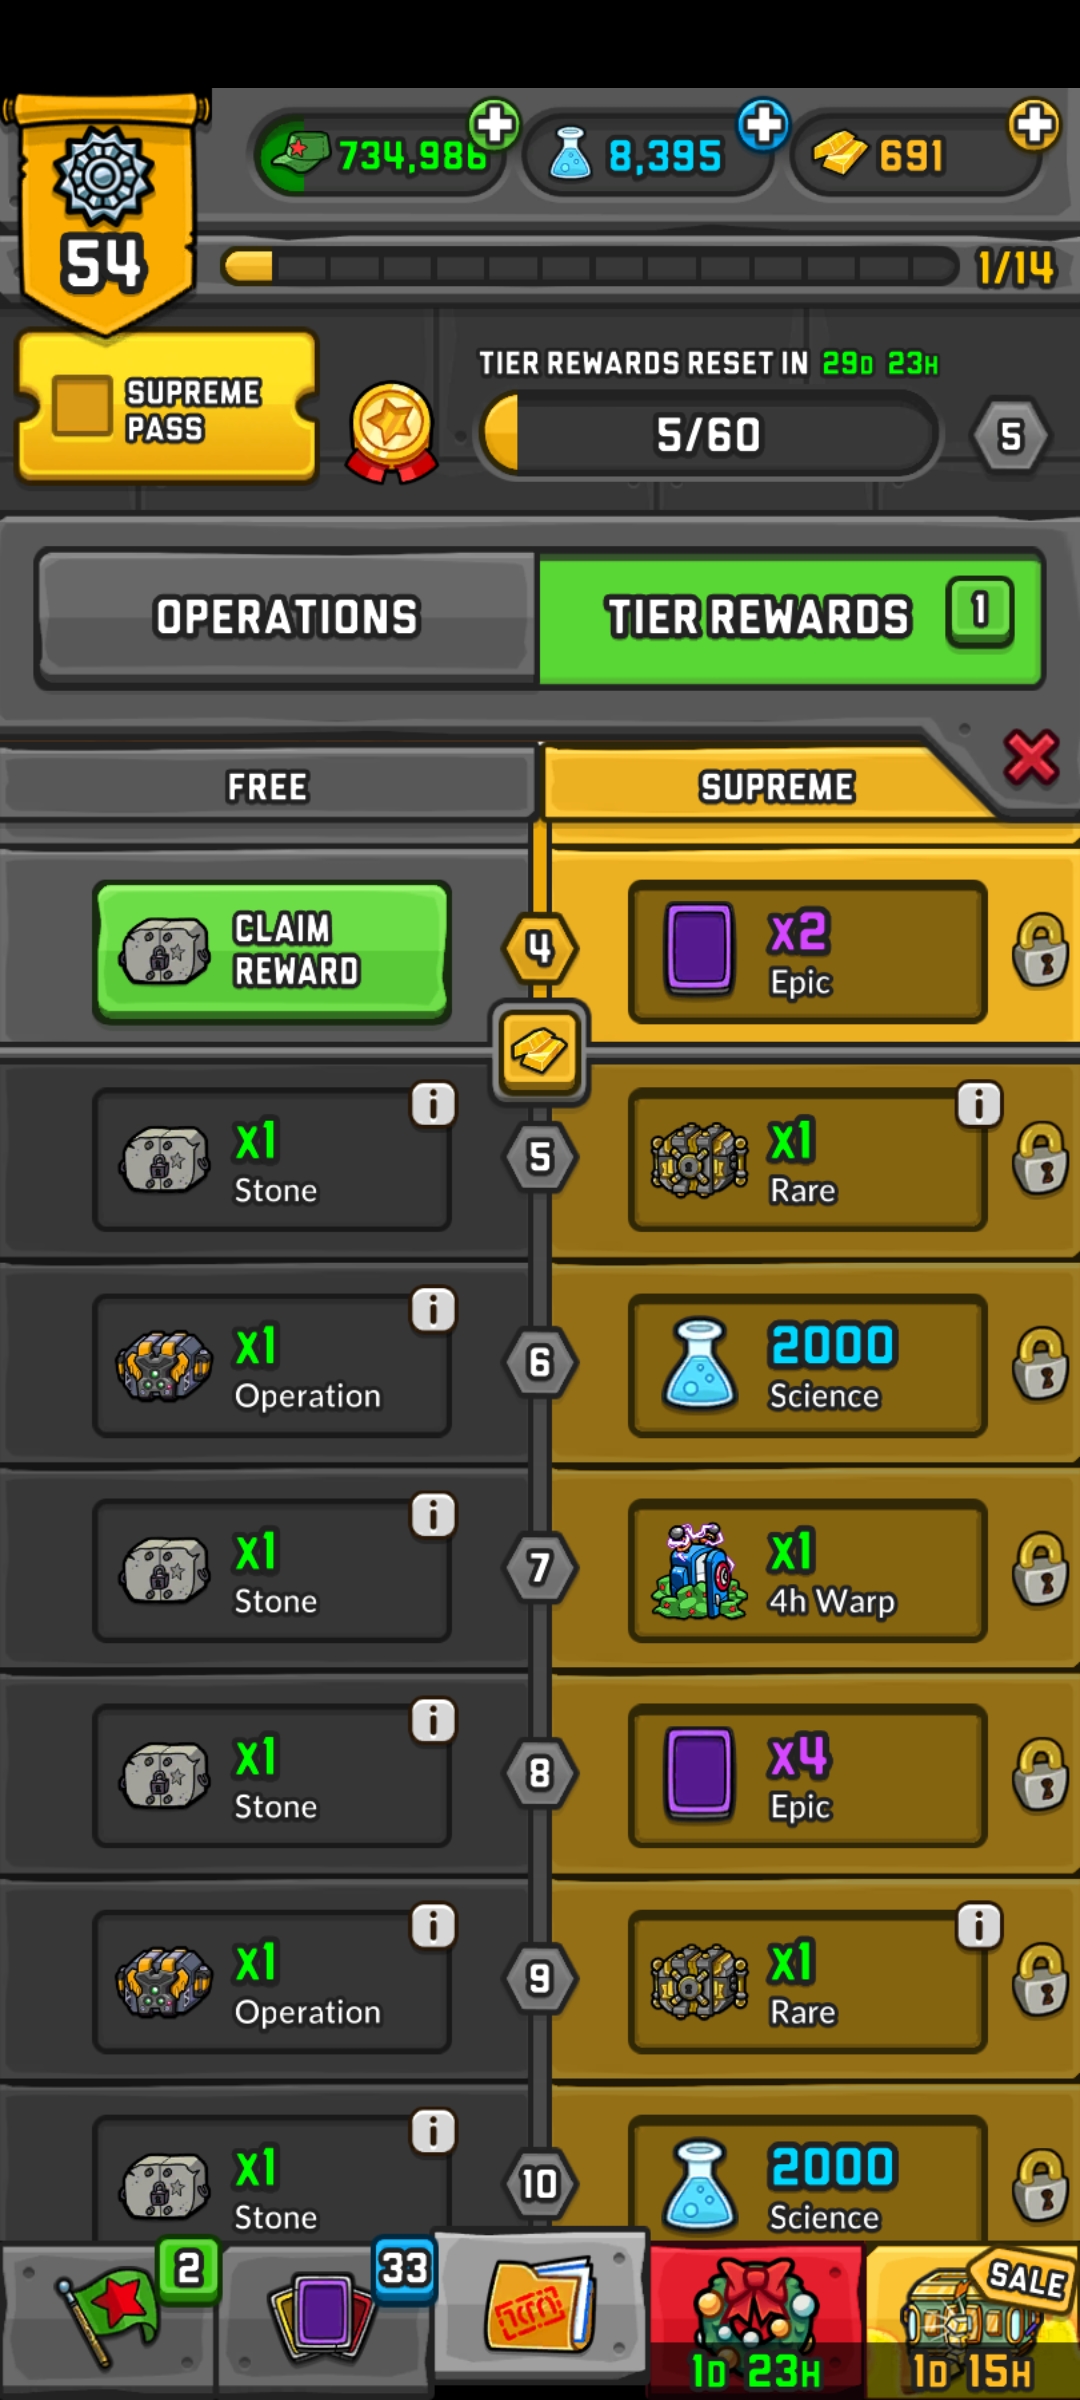 734,986
8,395
691
54
1/14
SUPREME
PASS
TIER REWARDS RESET IN 29D 23H
5/60
5
OPERATIONS
TIER REWARDS
1
FREE
SUPREME
CLAIM
REWARD
4
x2
Epic
i
x1
Stone
5
i
x1
Rare
i
x1
Operation
6
2000
Science
i
x1
Stone
7
x1
4h Warp
i
x1
Stone
8
x4
Epic
i
x1
Operation
9
i
x1
Rare
i
x1
Stone
10
2000
Science
2
33
SALE
1D 23H
1D 15H